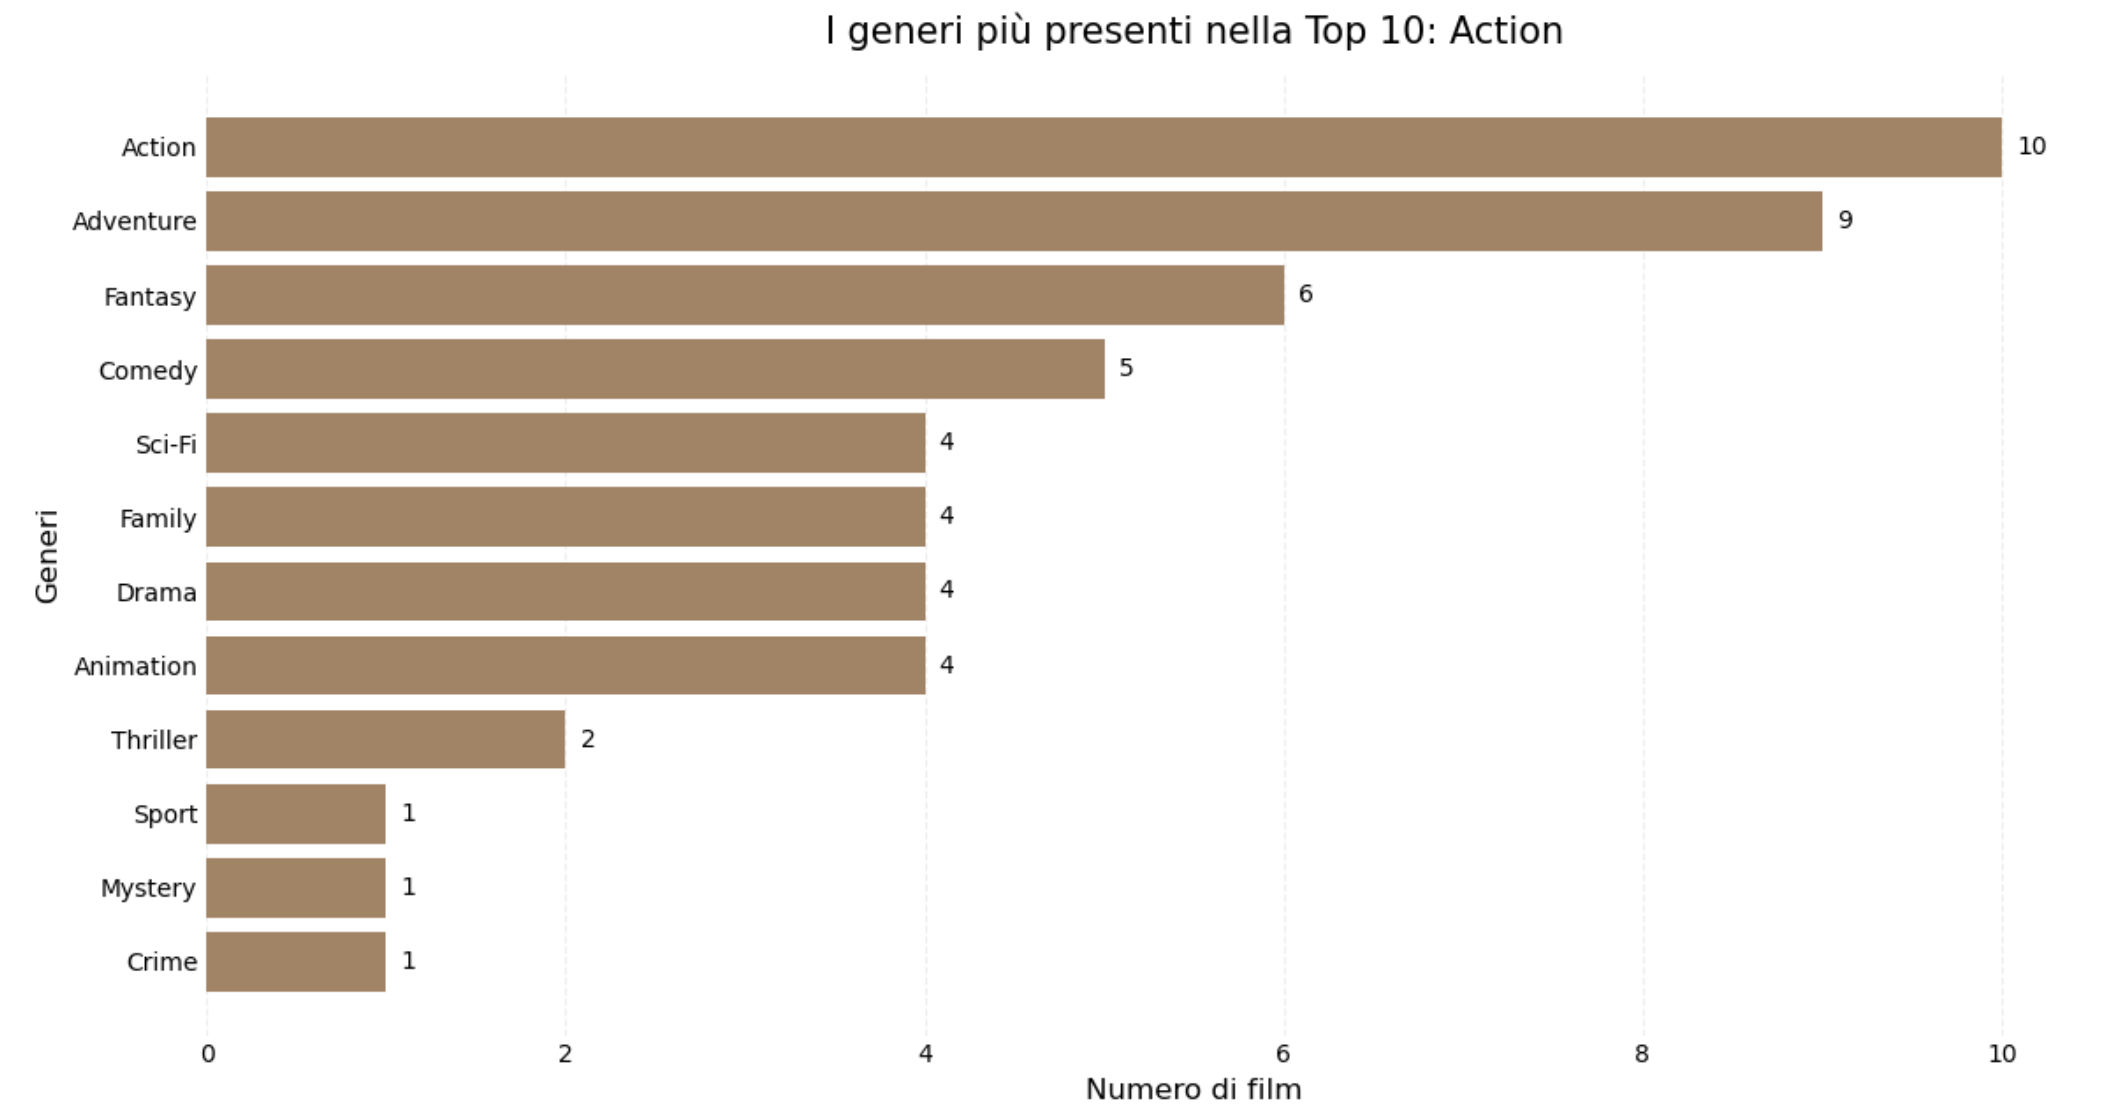 I generi più presenti nella Top 10: Action
Generi
Action 10
Adventure 9
Fantasy 6
Comedy 5
Sci-Fi 4
Family 4
Drama 4
Animation 4
Thriller 2
Sport 1
Mystery 1
Crime 1
0 2 4 6 8 10
Numero di film